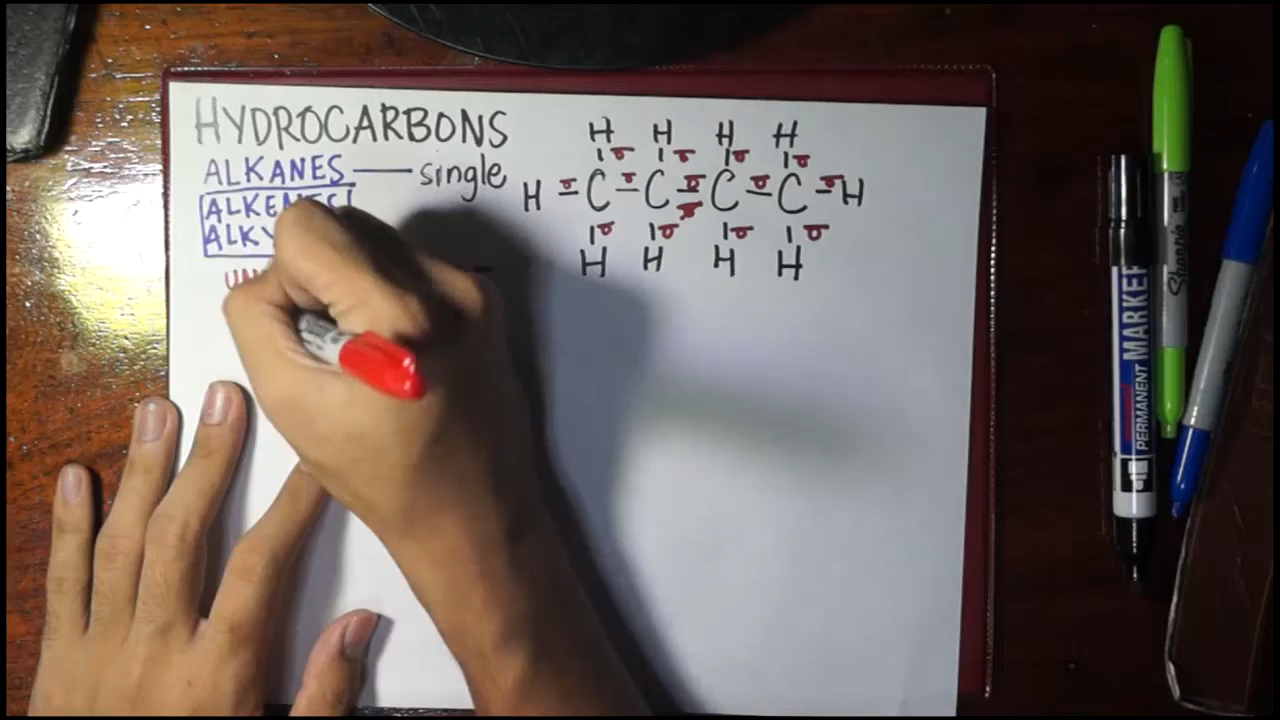 HYDROCARBONS
ALKANES — single
H H H H
σ σ σ σ
H σ C σ C σ C σ C σ H
σ σ σ σ
H H H H
PERMANENT MARKER
Sharpie